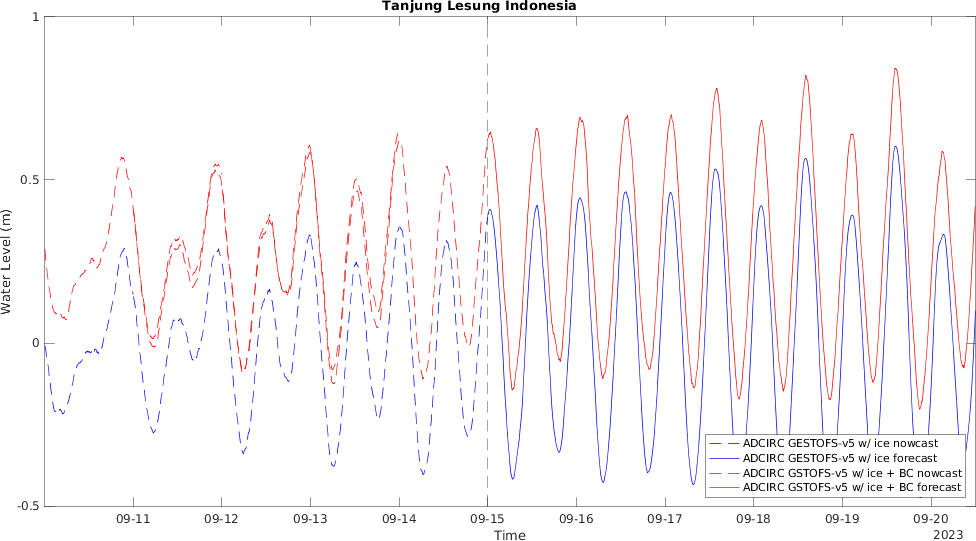 Tanjung Lesung Indonesia
Water Level (m)
1
0.5
0
-0.5
ADCIRC GESTOFS-v5 w/ ice nowcast
ADCIRC GESTOFS-v5 w/ ice forecast
ADCIRC GSTOFS-v5 w/ ice + BC nowcast
ADCIRC GSTOFS-v5 w/ ice + BC forecast
09-11 09-12 09-13 09-14 09-15 09-16 09-17 09-18 09-19 09-20
Time
2023